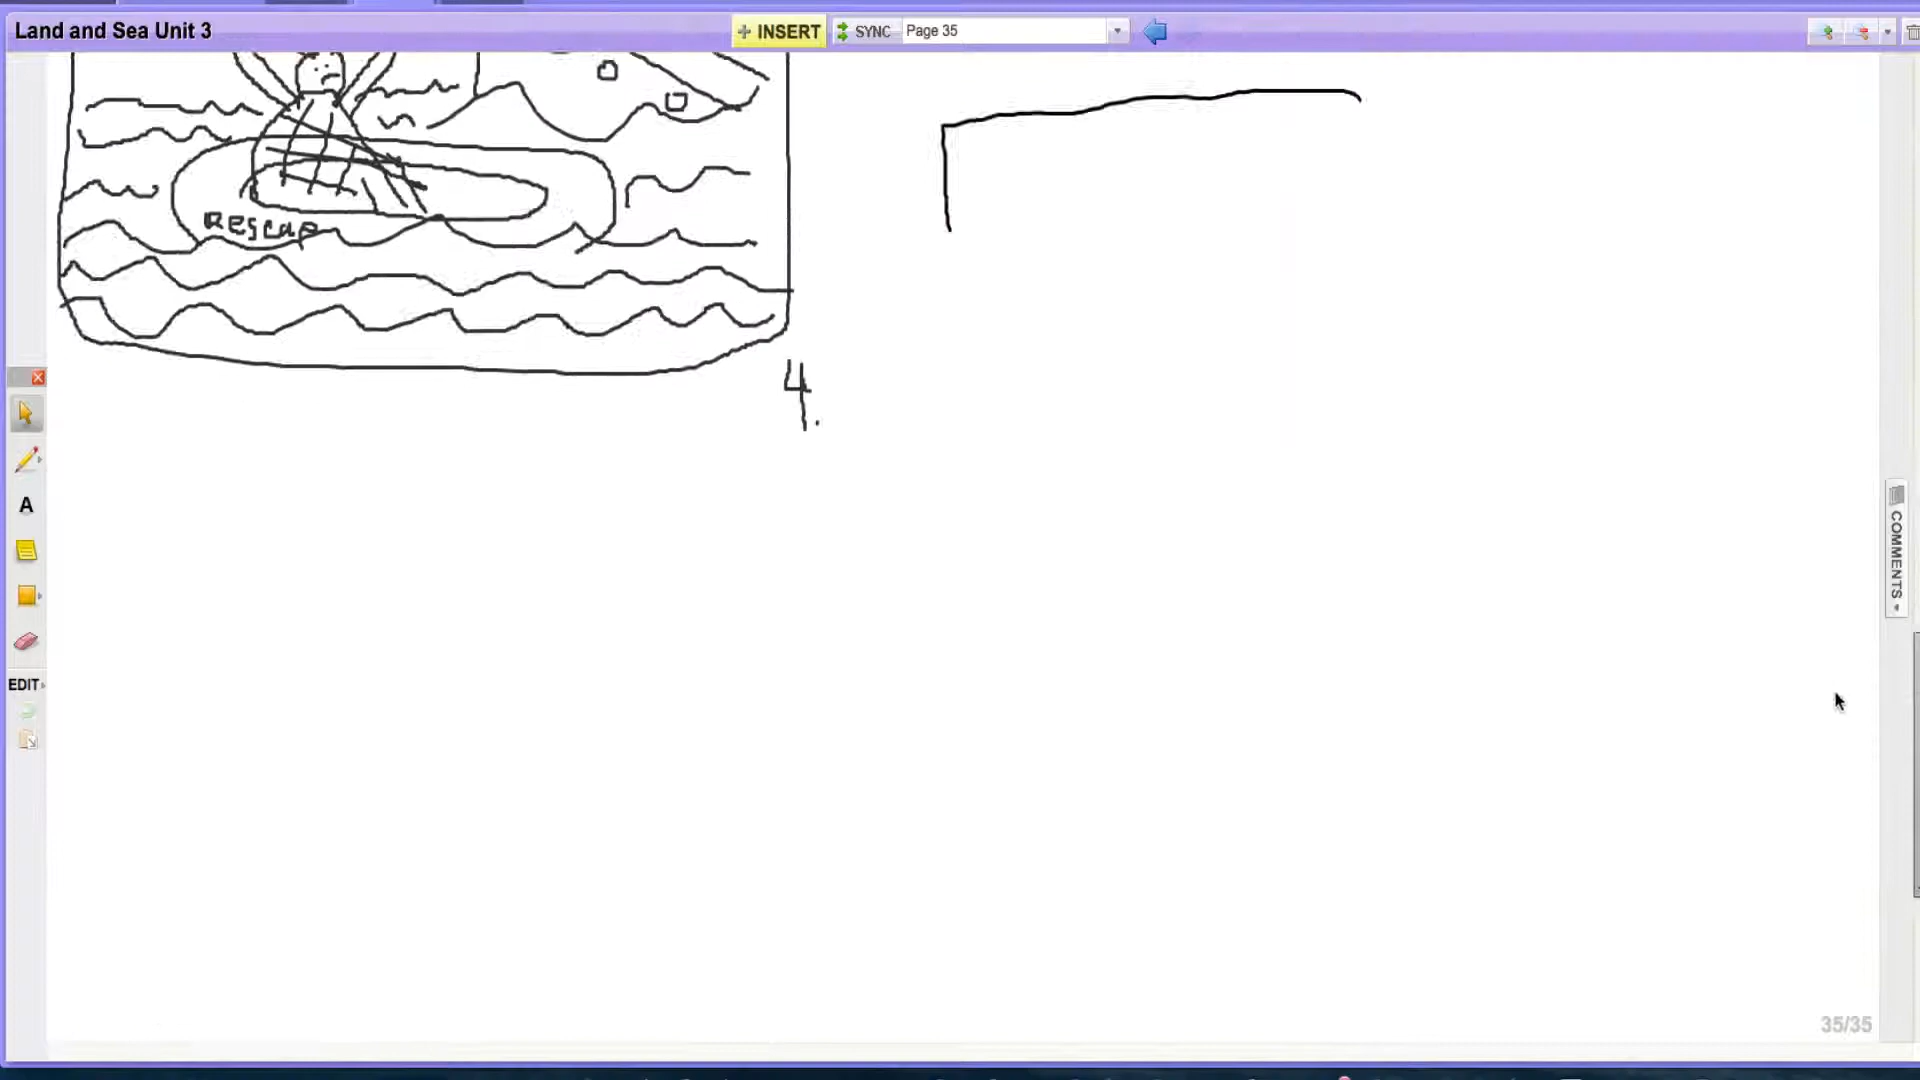 Land and Sea Unit 3
INSERT
SYNC
Page 35
Rescue
4.
A
EDIT
COMMENTS
35/35